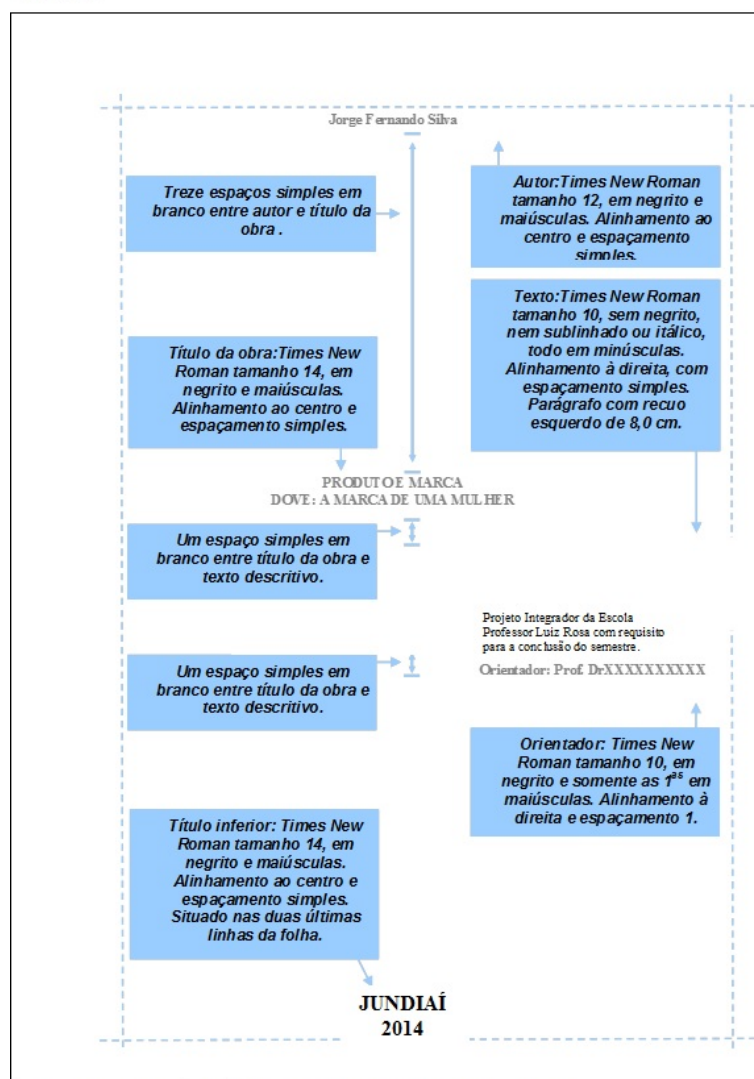 Jorge Fernando Silva
Treze espaços simples em
branco entre autor e título da
obra .
Autor:Times New Roman
tamanho 12, em negrito e
maiúsculas. Alinhamento ao
centro e espaçamento
simples.
Texto:Times New Roman
tamanho 10, sem negrito,
nem sublinhado ou itálico,
todo em minúsculas.
Alinhamento à direita, com
espaçamento simples.
Parágrafo com recuo
esquerdo de 8,0 cm.
Título da obra:Times New
Roman tamanho 14, em
negrito e maiúsculas.
Alinhamento ao centro e
espaçamento simples.
PRODUTO E MARCA
DOVE: A MARCA DE UMA MULHER
Um espaço simples em
branco entre título da obra e
texto descritivo.
Projeto Integrador da Escola
Professor Luiz Rosa com requisito
para a conclusão do semestre.
Orientador: Prof. DrXXXXXXXXXX
Um espaço simples em
branco entre título da obra e
texto descritivo.
Orientador: Times New
Roman tamanho 10, em
negrito e somente as 1ªˢ em
maiúsculas. Alinhamento à
direita e espaçamento 1.
Título inferior: Times New
Roman tamanho 14, em
negrito e maiúsculas.
Alinhamento ao centro e
espaçamento simples.
Situado nas duas últimas
linhas da folha.
JUNDIAÍ
2014